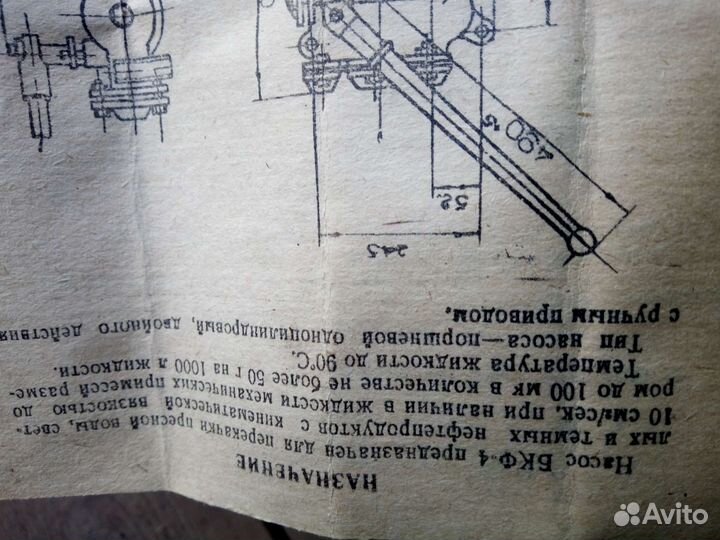 НАЗНАЧЕНИЕ
Насос БКФ-4 предназначен для перекачки пресной воды, свет-
лых и темных нефтепродуктов с кинематической вязкостью до
10 см²/сек, при наличии в жидкости механических примесей разме-
ром до 100 мк в количестве не более 50 г на 1000 л жидкости.
Температура жидкости до 90°С.
Тип насоса—поршневой одноцилиндровый, двойного действия
с ручным приводом.
245
52
490
Avito